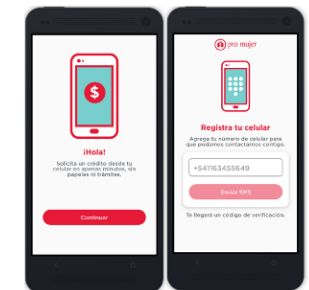 ¡Hola!
Solicita un crédito desde tu
celular en apenas minutos, sin
papeles ni trámites.
Continuar
pro mujer
Registra tu celular
Agrega tu número de celular para
que podamos contactarnos contigo.
+541163455649
Enviar SMS
Te llegará un código de verificación.